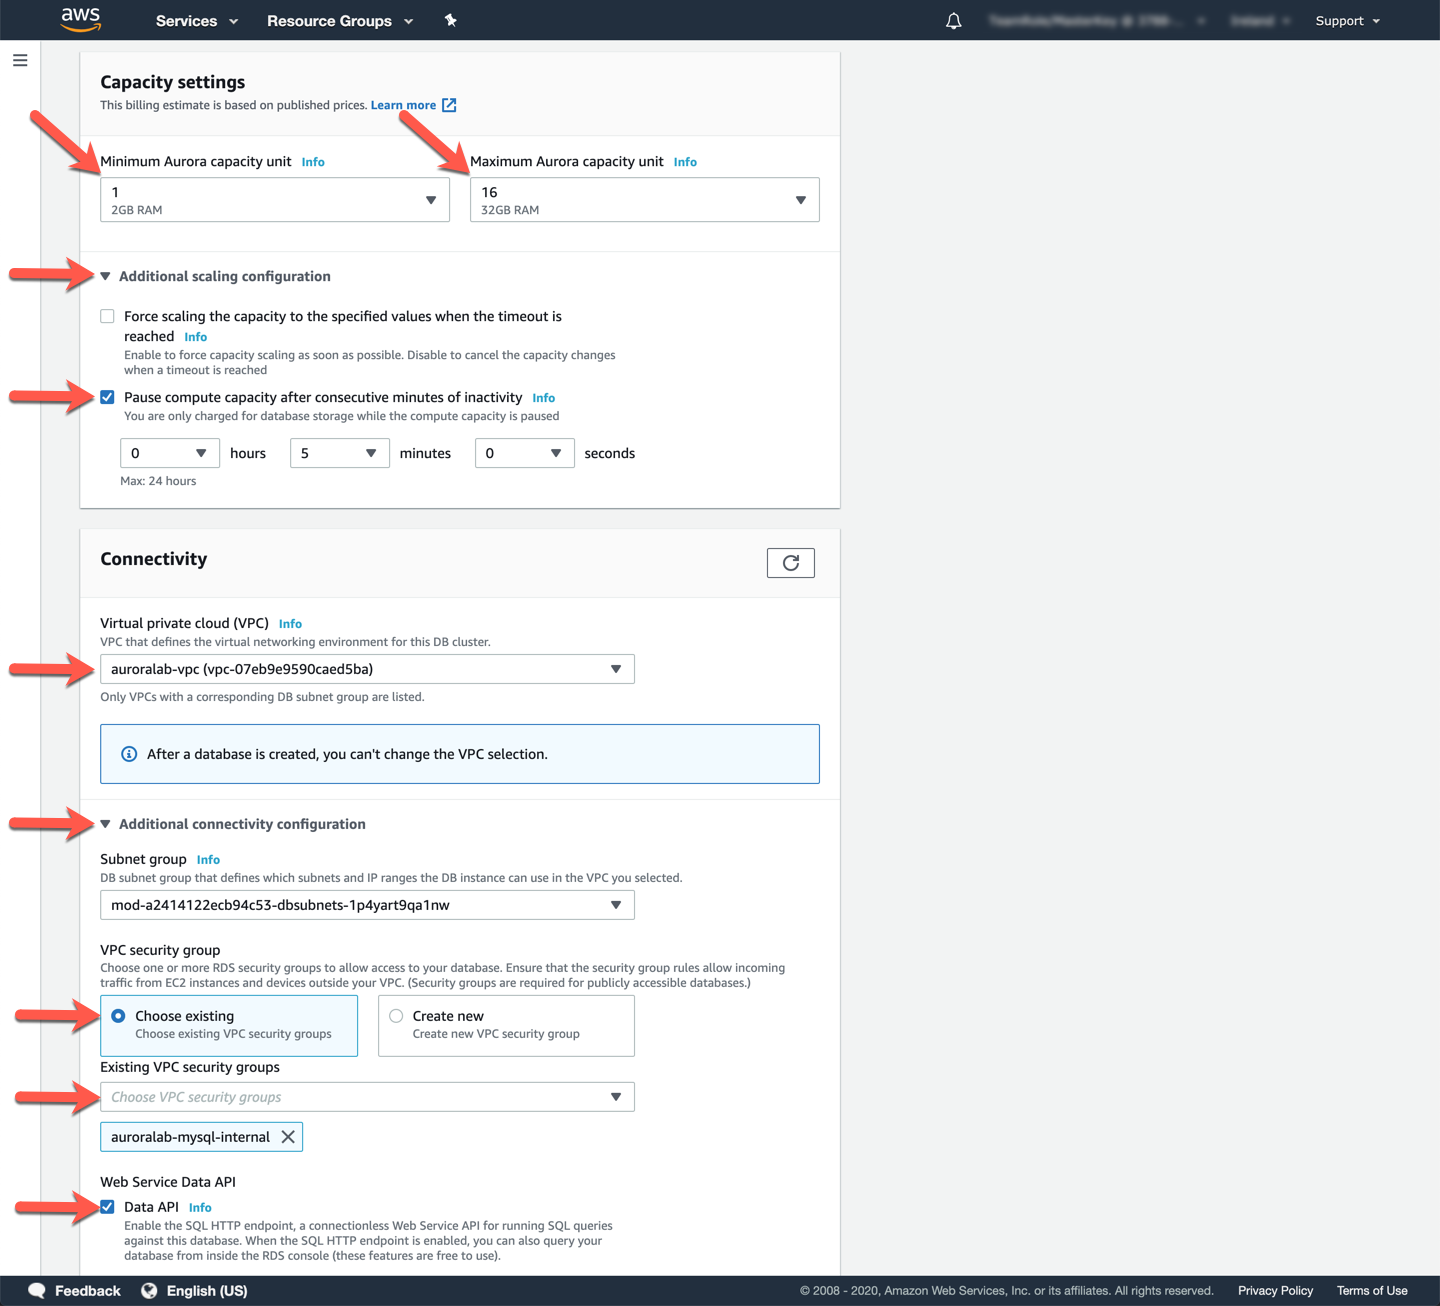 aws
Services
Resource Groups
Support
Capacity settings
This billing estimate is based on published prices. Learn more
Minimum Aurora capacity unit Info
Maximum Aurora capacity unit Info
1
2GB RAM
16
32GB RAM
Additional scaling configuration
Force scaling the capacity to the specified values when the timeout is
reached Info
Enable to force capacity scaling as soon as possible. Disable to cancel the capacity changes
when a timeout is reached
Pause compute capacity after consecutive minutes of inactivity Info
You are only charged for database storage while the compute capacity is paused
0 hours 5 minutes 0 seconds
Max: 24 hours
Connectivity
Virtual private cloud (VPC) Info
VPC that defines the virtual networking environment for this DB cluster.
auroralab-vpc (vpc-07eb9e9590caed5ba)
Only VPCs with a corresponding DB subnet group are listed.
After a database is created, you can't change the VPC selection.
Additional connectivity configuration
Subnet group Info
DB subnet group that defines which subnets and IP ranges the DB instance can use in the VPC you selected.
mod-a2414122ecb94c53-dbsubnets-1p4yart9qa1nw
VPC security group
Choose one or more RDS security groups to allow access to your database. Ensure that the security group rules allow incoming
traffic from EC2 instances and devices outside your VPC. (Security groups are required for publicly accessible databases.)
Choose existing
Choose existing VPC security groups
Create new
Create new VPC security group
Existing VPC security groups
Choose VPC security groups
auroralab-mysql-internal
Web Service Data API
Data API Info
Enable the SQL HTTP endpoint, a connectionless Web Service API for running SQL queries
against this database. When the SQL HTTP endpoint is enabled, you can also query your
database from inside the RDS console (these features are free to use).
Feedback
English (US)
© 2008 - 2020, Amazon Web Services, Inc. or its affiliates. All rights reserved.
Privacy Policy
Terms of Use